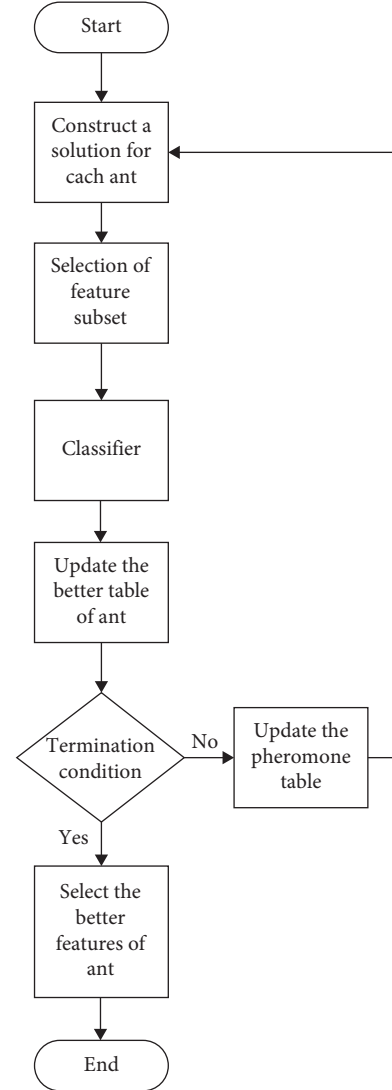 Start
Construct a
solution for
cach ant
Selection of
feature
subset
Classifier
Update the
better table
of ant
Termination
condition
No
Update the
pheromone
table
Yes
Select the
better
features of
ant
End